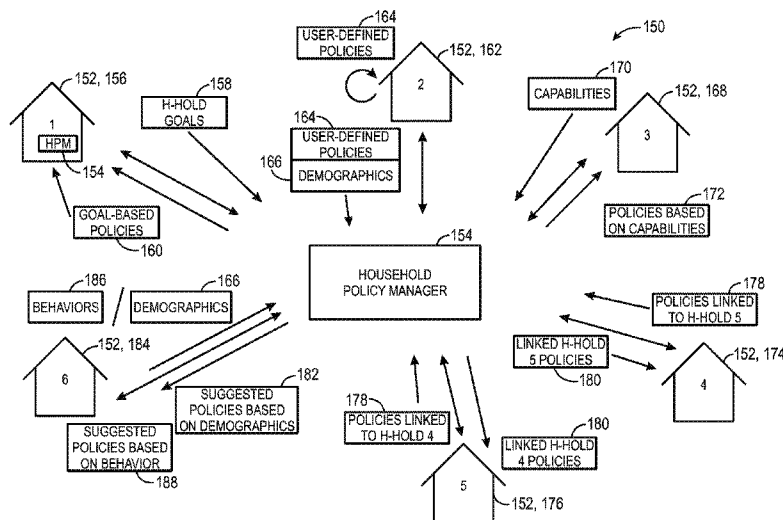 164
USER-DEFINED
POLICIES
152, 162
2
150
170
CAPABILITIES
152, 168
3
152, 156
1
HPM
154
158
H-HOLD
GOALS
164
USER-DEFINED
POLICIES
166
DEMOGRAPHICS
172
POLICIES BASED
ON CAPABILITIES
GOAL-BASED
POLICIES
160
154
HOUSEHOLD
POLICY MANAGER
186
BEHAVIORS
166
DEMOGRAPHICS
178
POLICIES LINKED
TO H-HOLD 5
152, 184
6
LINKED H-HOLD
5 POLICIES
180
152, 174
4
182
SUGGESTED
POLICIES BASED
ON DEMOGRAPHICS
178
POLICIES LINKED
TO H-HOLD 4
180
LINKED H-HOLD
4 POLICIES
SUGGESTED
POLICIES BASED
ON BEHAVIOR
188
5
152, 176